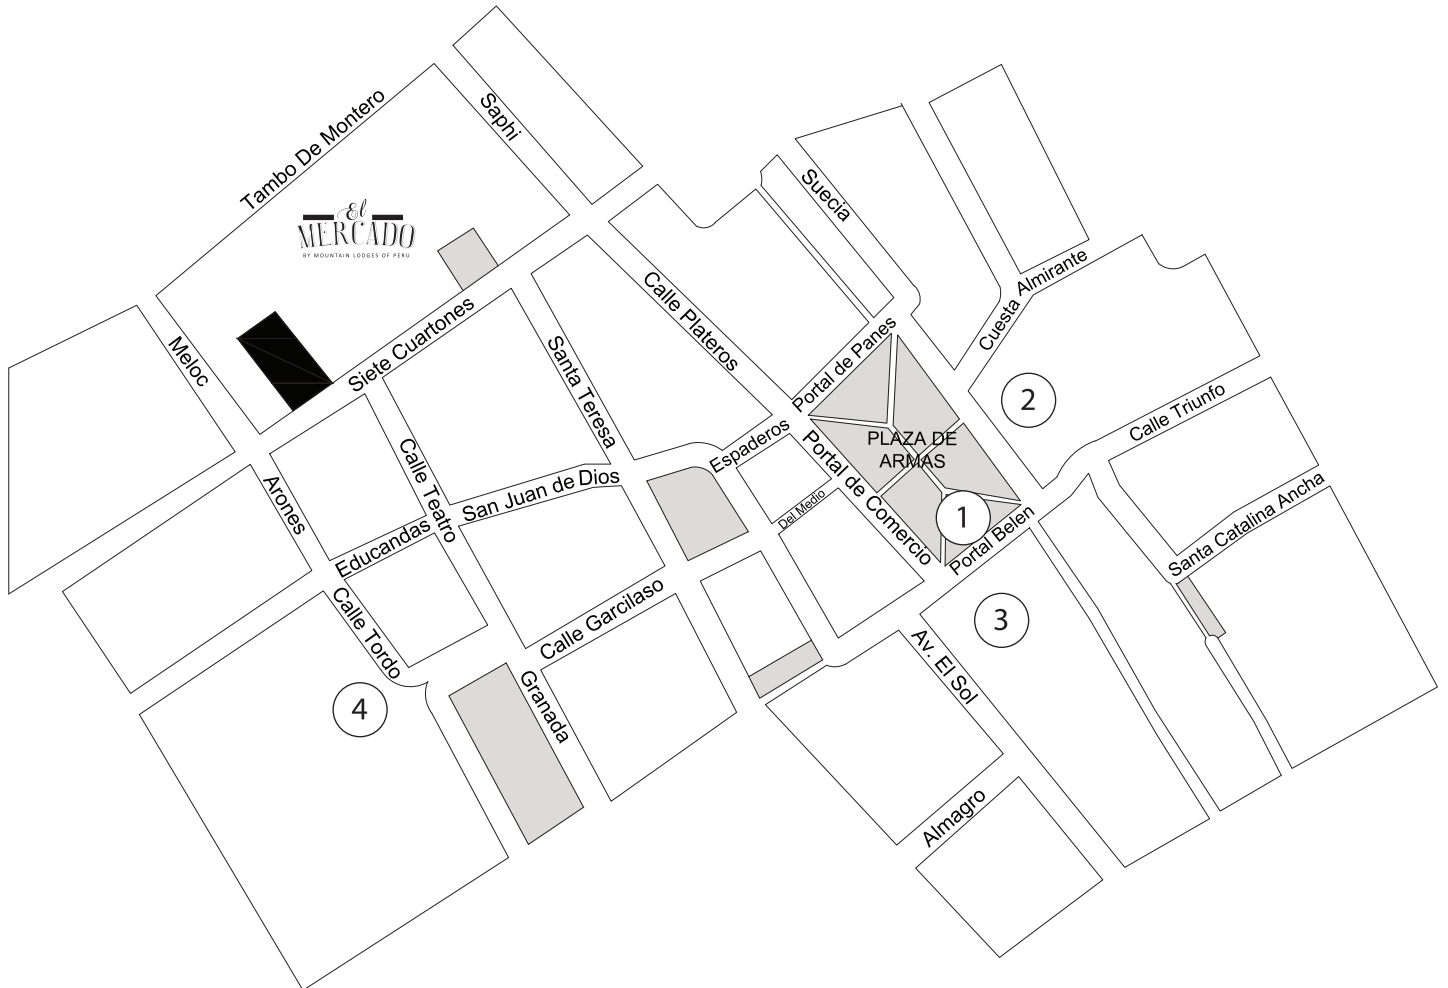 Tambo De Montero
Saphi
El
MERCADO
BY MOUNTAIN LODGES OF PERU
Suecia
Cuesta
Almirante
Meloc
Siete Cuartones
Calle Plateros
Santa Teresa
Portal de Panes
2
Calle Triunfo
PLAZA DE
ARMAS
Espaderos
Portal de Comercio
Del Medio
1
Portal Belen
Santa Catalina Ancha
Arones
Calle Teatro
San Juan de Dios
Educandas
Calle Tordo
Calle Garcilaso
Granada
3
Av. El Sol
4
Almagro